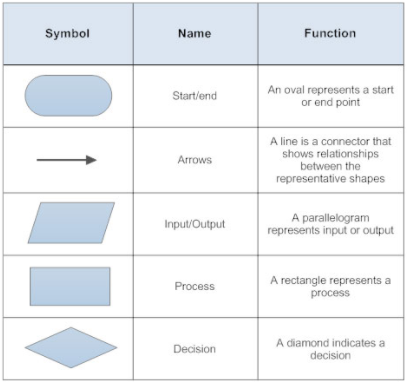 Symbol Name Function
Start/end
An oval represents a start
or end point
Arrows
A line is a connector that
shows relationships
between the
representative shapes
Input/Output
A parallelogram
represents input or output
Process
A rectangle represents a
process
Decision
A diamond indicates a
decision